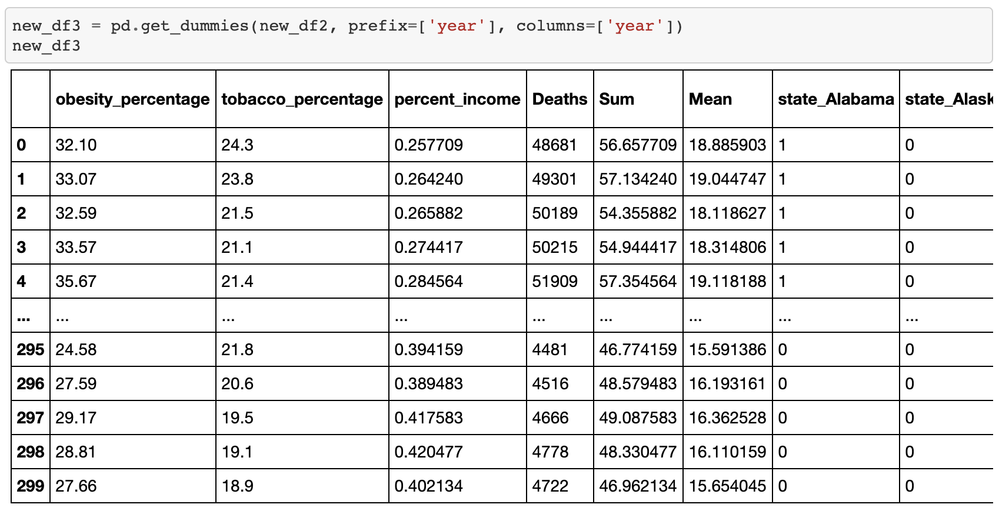 new_df3 = pd.get_dummies(new_df2, prefix=['year'], columns=['year'])
new_df3
obesity_percentage tobacco_percentage percent_income Deaths Sum Mean state_Alabama state_Alask
0 32.10 24.3 0.257709 48681 56.657709 18.885903 1 0
1 33.07 23.8 0.264240 49301 57.134240 19.044747 1 0
2 32.59 21.5 0.265882 50189 54.355882 18.118627 1 0
3 33.57 21.1 0.274417 50215 54.944417 18.314806 1 0
4 35.67 21.4 0.284564 51909 57.354564 19.118188 1 0
... ... ... ... ... ... ... ... ...
295 24.58 21.8 0.394159 4481 46.774159 15.591386 0 0
296 27.59 20.6 0.389483 4516 48.579483 16.193161 0 0
297 29.17 19.5 0.417583 4666 49.087583 16.362528 0 0
298 28.81 19.1 0.420477 4778 48.330477 16.110159 0 0
299 27.66 18.9 0.402134 4722 46.962134 15.654045 0 0